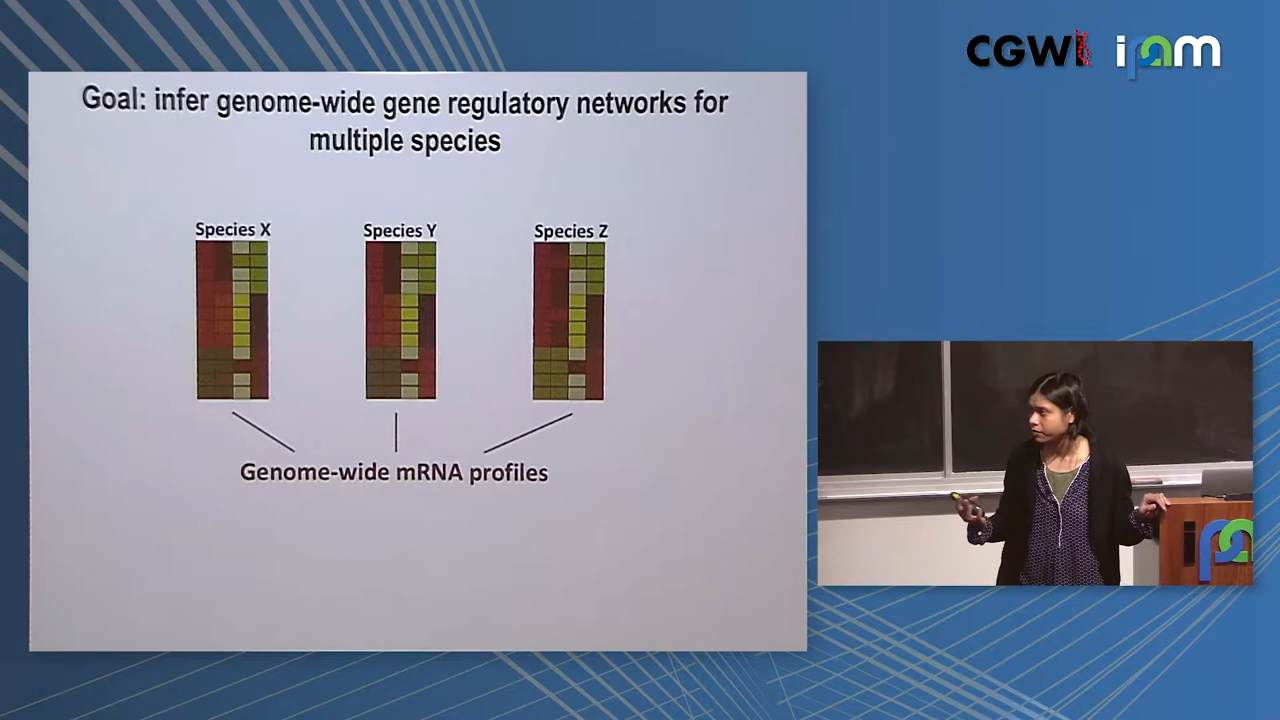 CGWI ipam
Goal: infer genome-wide gene regulatory networks for
multiple species
Species X
Species Y
Species Z
Genome-wide mRNA profiles